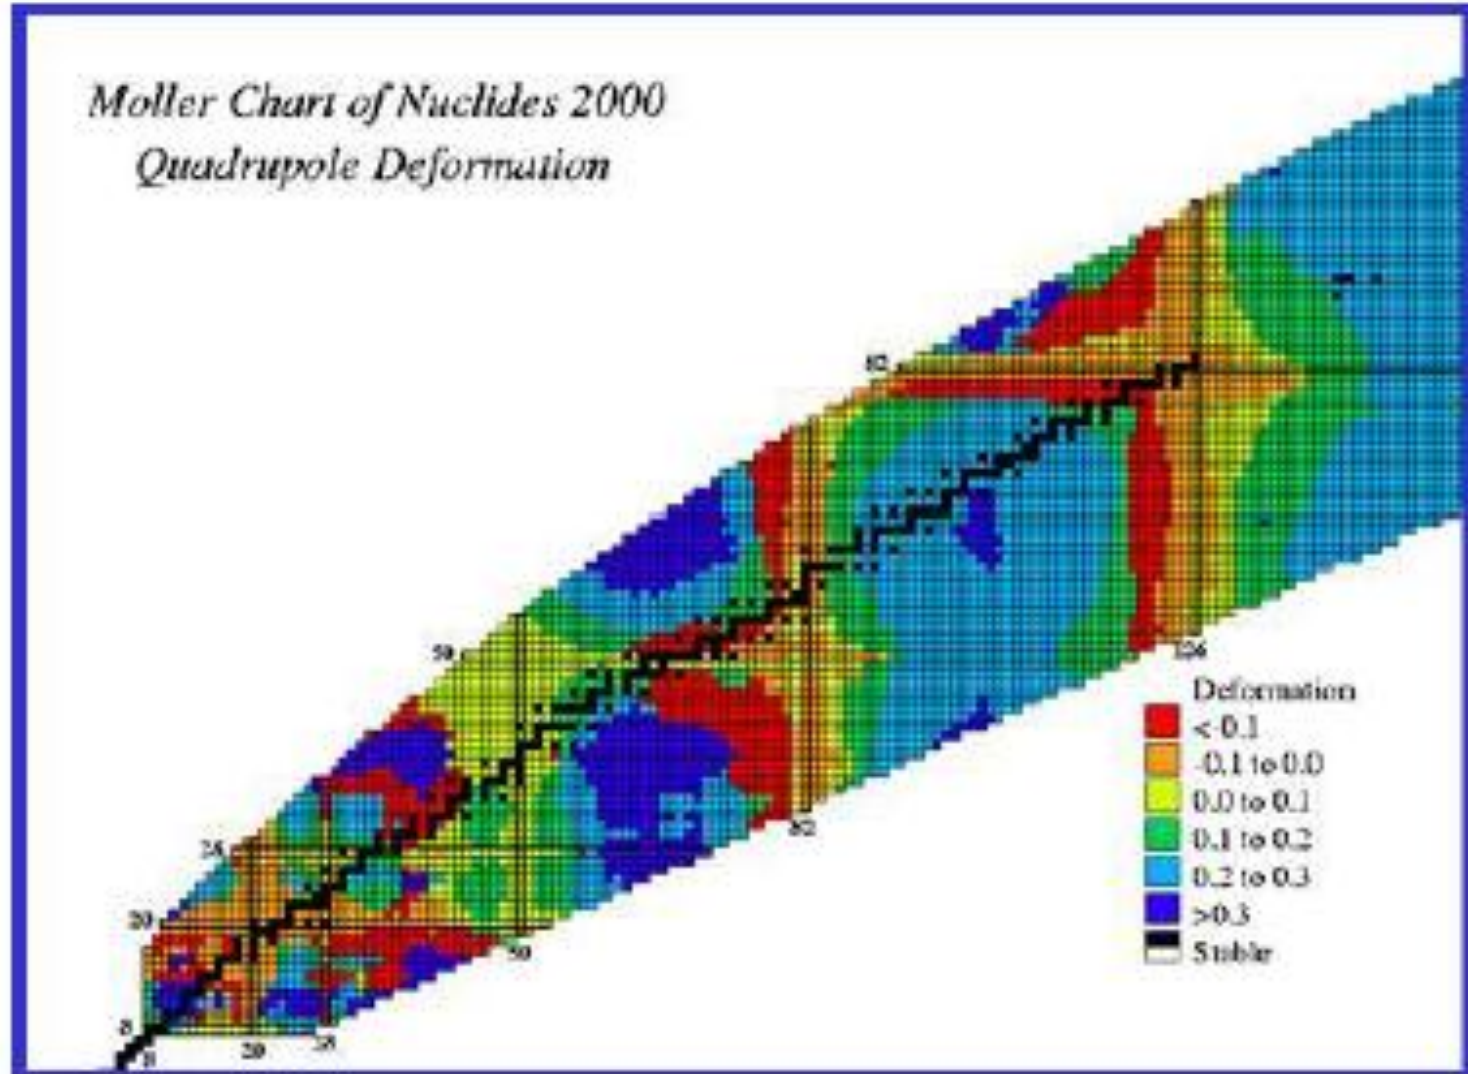 Moller Chart of Nuclides 2000
Quadrupole Deformation
82
50
28
20
8
8
20
28
50
82
126
Deformation
< 0.1
-0.1 to 0.0
0.0 to 0.1
0.1 to 0.2
0.2 to 0.3
>0.3
Stable